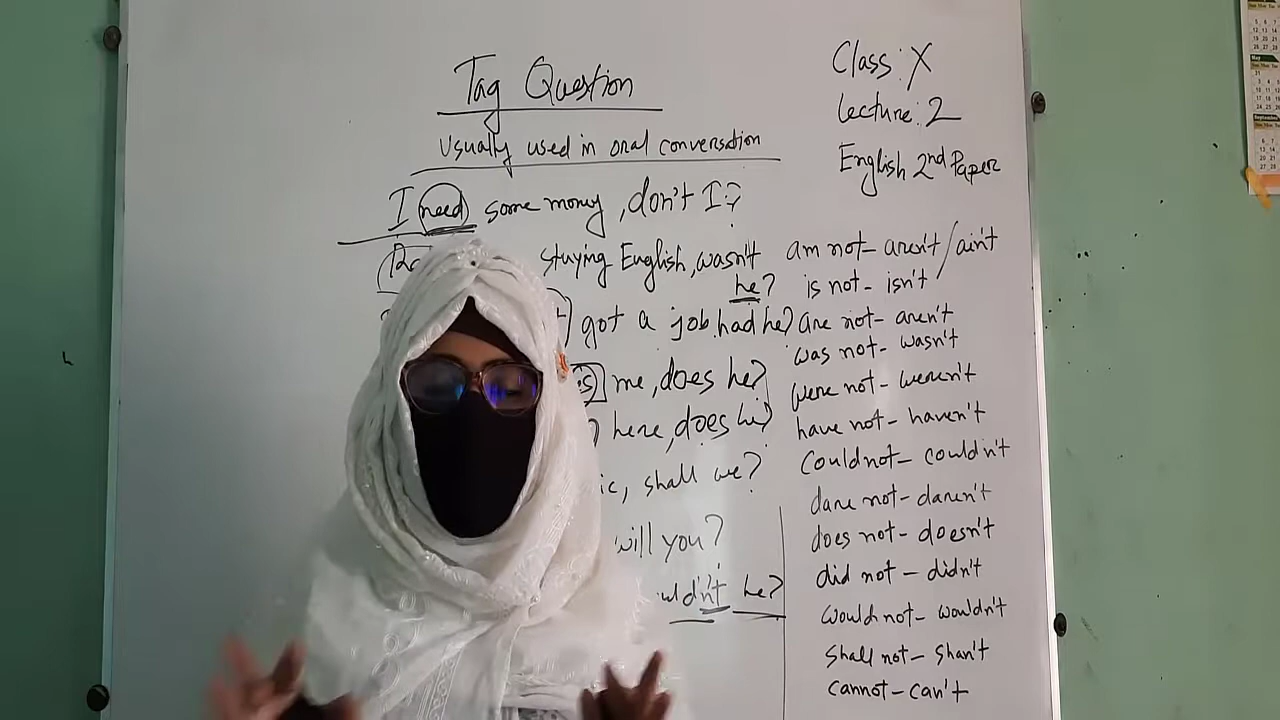 Tag Question
Usually used in oral conversation
I need some money, don't I?
stuying English, wasn't
he?
got a job, had he?
me, does he?
here, does he?
shall we?
will you?
he?
Class: X
Lecture: 2
English 2nd Paper
am not - aren't/ain't
is not - isn't
are not - aren't
was not - wasn't
were not - weren't
have not - haven't
Could not - couldn't
dare not - daren't
does not - doesn't
did not - didn't
would not - wouldn't
shall not - shan't
cannot - can't